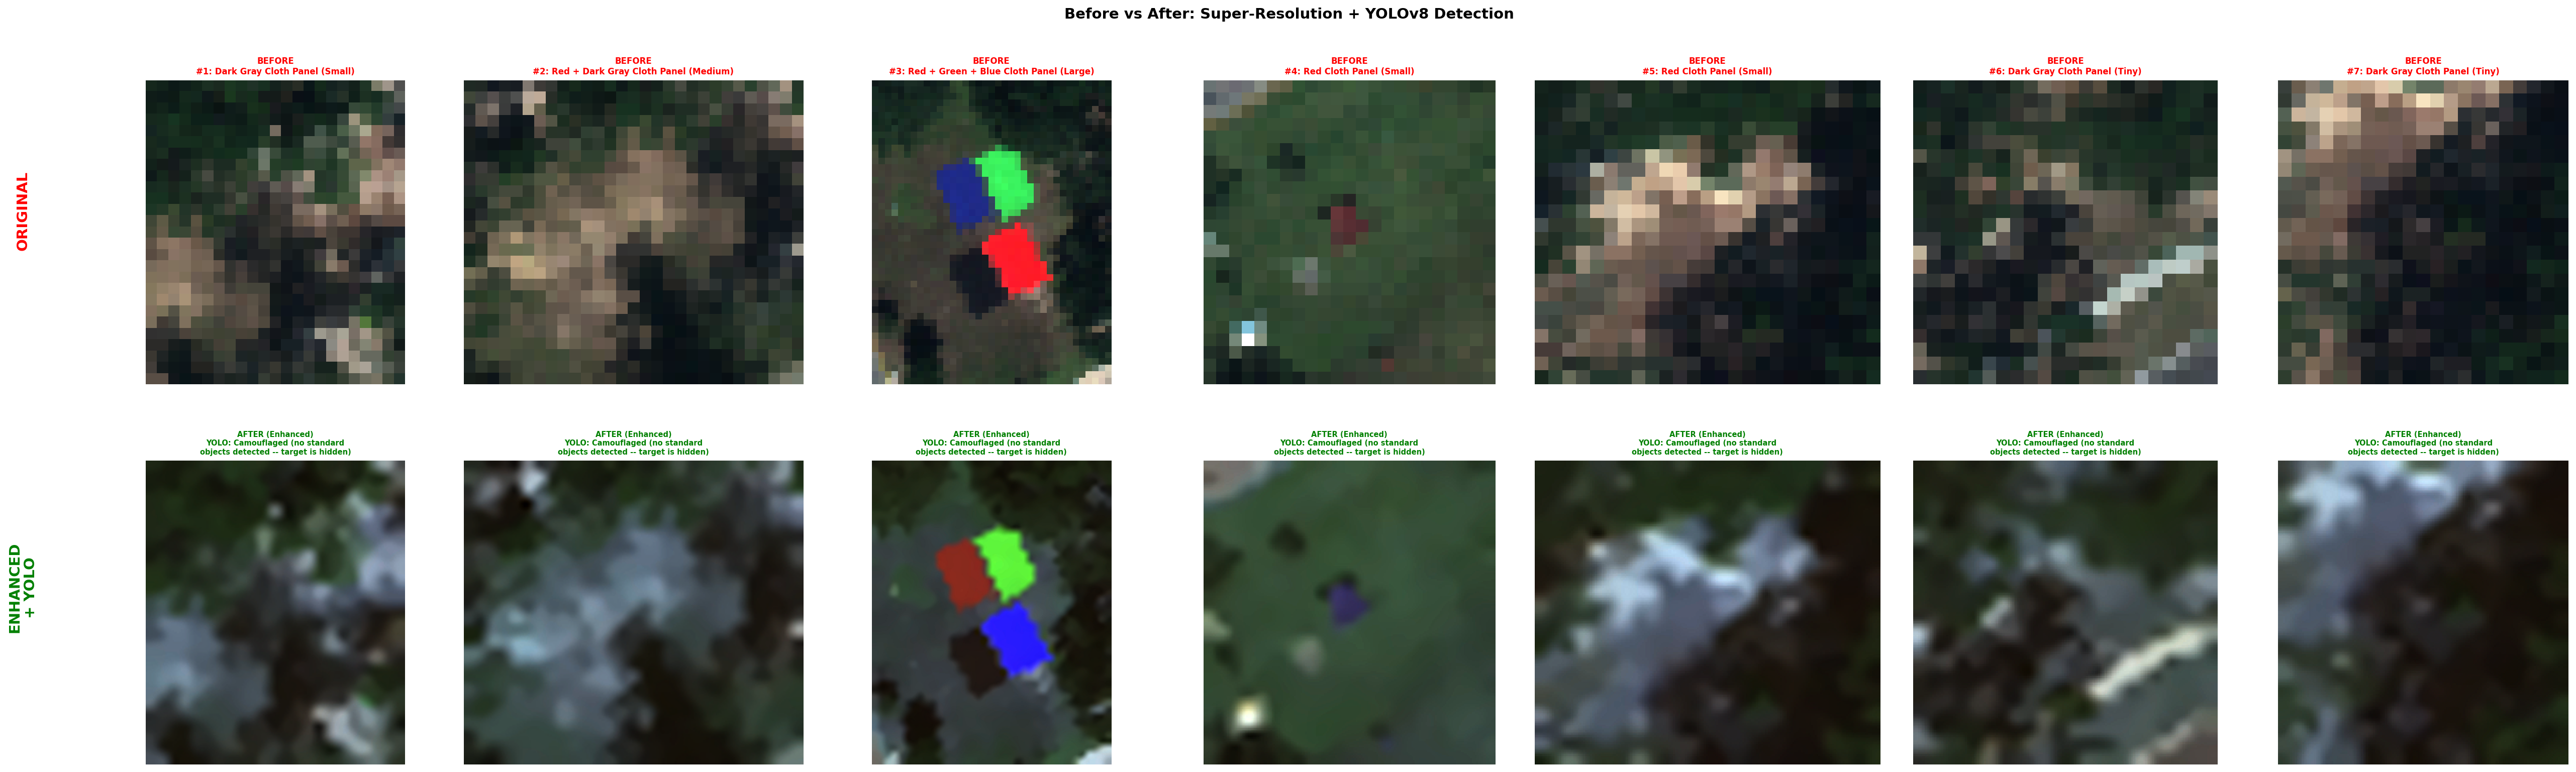 Before vs After: Super-Resolution + YOLOv8 Detection
BEFORE
#1: Dark Gray Cloth Panel (Small)
BEFORE
#2: Red + Dark Gray Cloth Panel (Medium)
BEFORE
#3: Red + Green + Blue Cloth Panel (Large)
BEFORE
#4: Red Cloth Panel (Small)
BEFORE
#5: Red Cloth Panel (Small)
BEFORE
#6: Dark Gray Cloth Panel (Tiny)
BEFORE
#7: Dark Gray Cloth Panel (Tiny)
ORIGINAL
AFTER (Enhanced)
YOLO: Camouflaged (no standard
objects detected -- target is hidden)
AFTER (Enhanced)
YOLO: Camouflaged (no standard
objects detected -- target is hidden)
AFTER (Enhanced)
YOLO: Camouflaged (no standard
objects detected -- target is hidden)
AFTER (Enhanced)
YOLO: Camouflaged (no standard
objects detected -- target is hidden)
AFTER (Enhanced)
YOLO: Camouflaged (no standard
objects detected -- target is hidden)
AFTER (Enhanced)
YOLO: Camouflaged (no standard
objects detected -- target is hidden)
AFTER (Enhanced)
YOLO: Camouflaged (no standard
objects detected -- target is hidden)
ENHANCED
+ YOLO